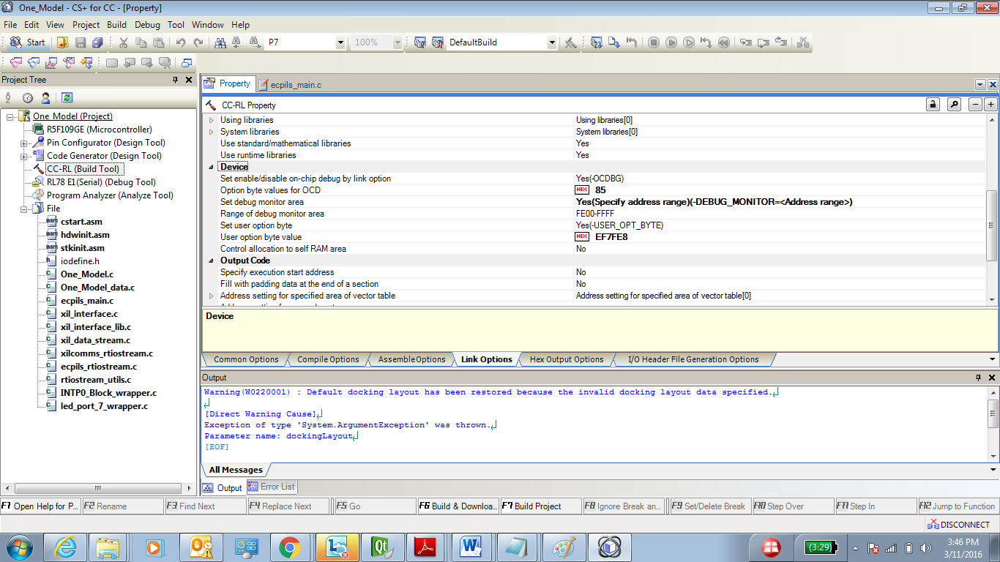 One_Model - CS+ for CC - [Property]
File Edit View Project Build Debug Tool Window Help
Start P7 100% DefaultBuild
Project Tree
One_Model (Project)
R5F109GE (Microcontroller)
Pin Configurator (Design Tool)
Code Generator (Design Tool)
CC-RL (Build Tool)
RL78 E1(Serial) (Debug Tool)
Program Analyzer (Analyze Tool)
File
cstart.asm
hdwinit.asm
stkinit.asm
iodefine.h
One_Model.c
One_Model_data.c
ecpils_main.c
xil_interface.c
xil_interface_lib.c
xil_data_stream.c
xilcomms_rtiostream.c
ecpils_rtiostream.c
rtiostream_utils.c
INTP0_Block_wrapper.c
led_port_7_wrapper.c
Property ecpils_main.c
CC-RL Property
Using libraries Using libraries[0]
System libraries System libraries[0]
Use standard/mathematical libraries Yes
Use runtime libraries Yes
Device
Set enable/disable on-chip debug by link option Yes(-OCDBG)
Option byte values for OCD HEX 85
Set debug monitor area Yes(Specify address range)(-DEBUG_MONITOR=<Address range>)
Range of debug monitor area FE00-FFFF
Set user option byte Yes(-USER_OPT_BYTE)
User option byte value HEX EF7FE8
Control allocation to self RAM area No
Output Code
Specify execution start address No
Fill with padding data at the end of a section No
Address setting for specified area of vector table Address setting for specified area of vector table[0]
Device
Common Options Compile Options Assemble Options Link Options Hex Output Options I/O Header File Generation Options
Output
Warning(W0220001) : Default docking layout has been restored because the invalid docking layout data specified.
[Direct Warning Cause]
Exception of type 'System.ArgumentException' was thrown.
Parameter name: dockingLayout
[EOF]
All Messages
Output Error List
F1 Open Help for P... F2 Rename F3 Find Next F4 Replace Next F5 Go F6 Build & Downloa... F7 Build Project F8 Ignore Break an... F9 Set/Delete Break F10 Step Over F11 Step In F12 Jump to Function
DISCONNECT
(3:29)
3:46 PM
3/11/2016